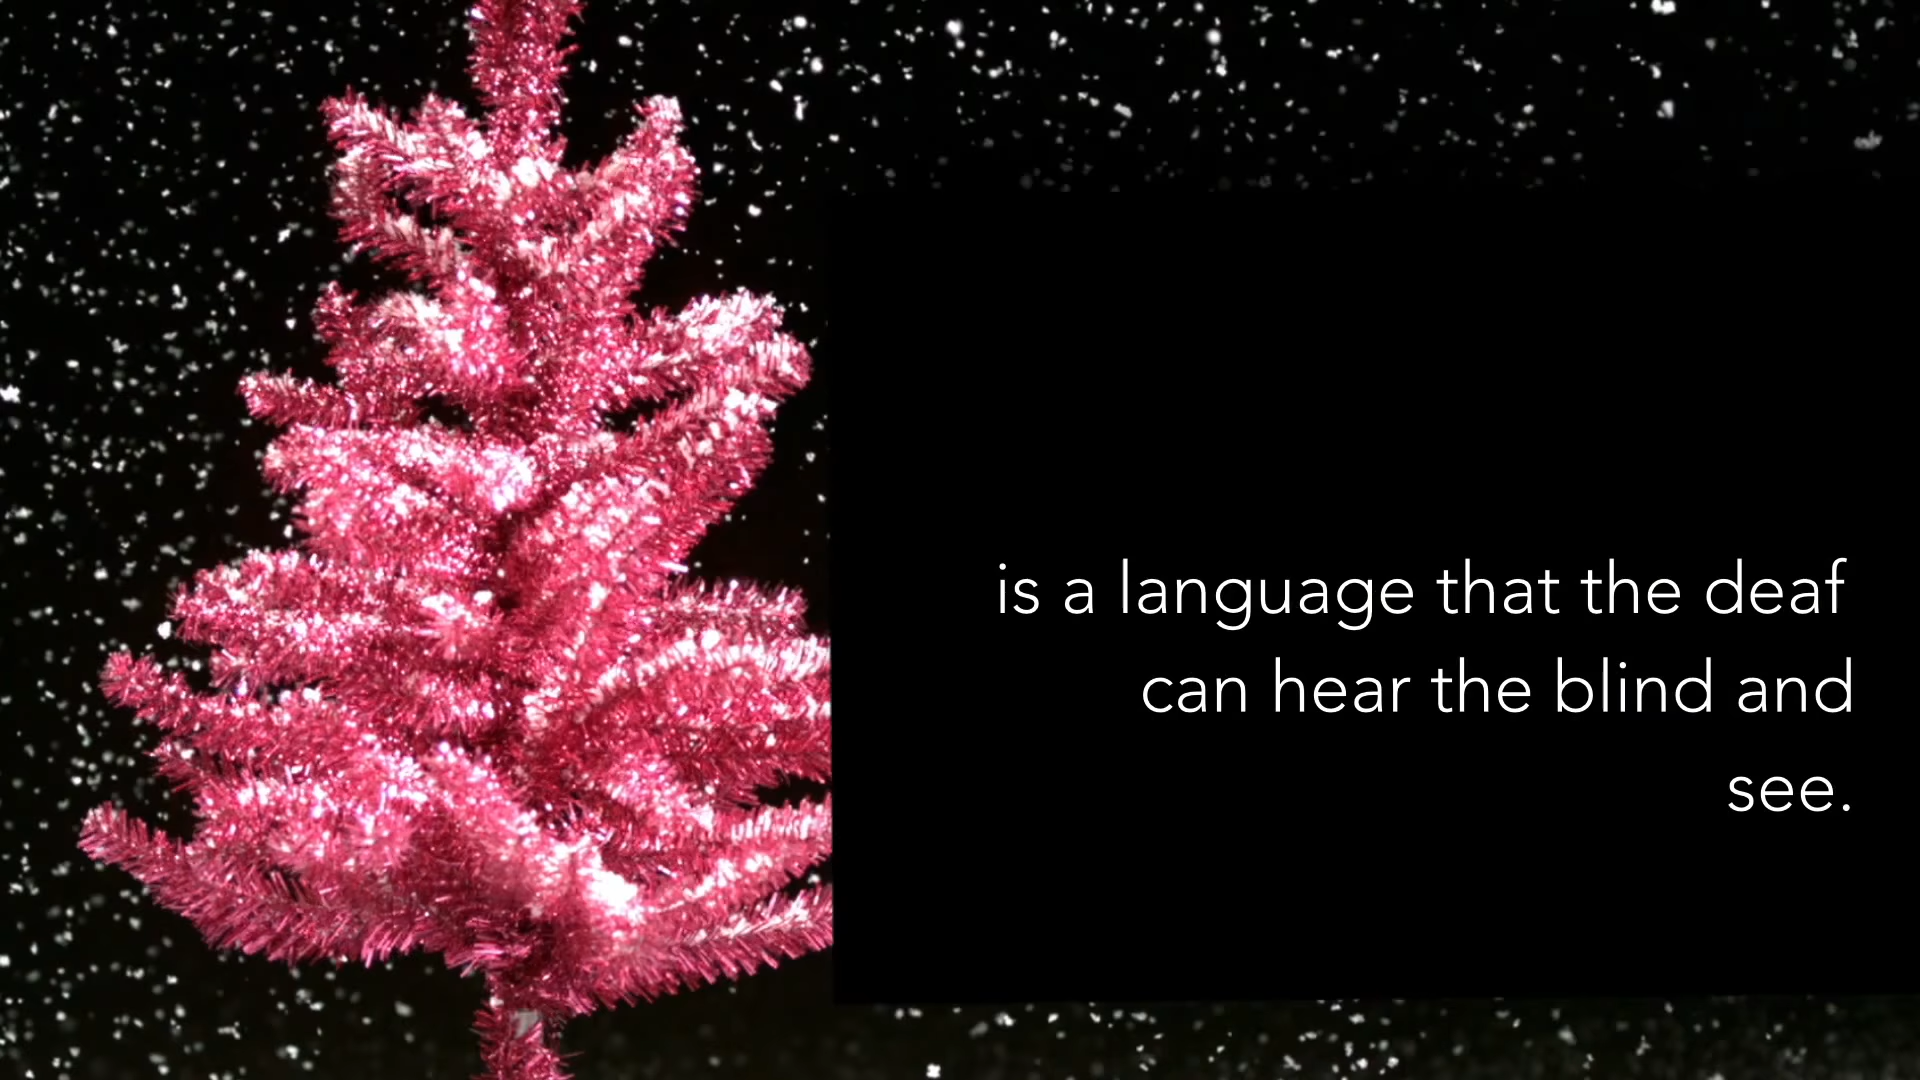 is a language that the deaf
can hear the blind and
see.